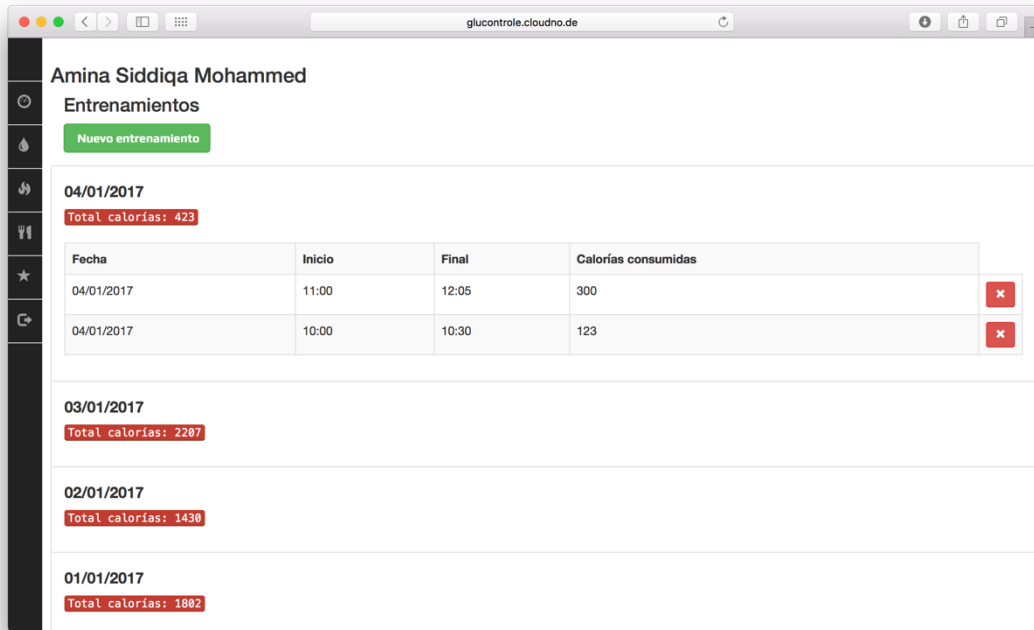 glucontrole.cloudno.de
Amina Siddiqa Mohammed
Entrenamientos
Nuevo entrenamiento
04/01/2017
Total calorías: 423
Fecha Inicio Final Calorías consumidas
04/01/2017 11:00 12:05 300
04/01/2017 10:00 10:30 123
03/01/2017
Total calorías: 2207
02/01/2017
Total calorías: 1430
01/01/2017
Total calorías: 1802